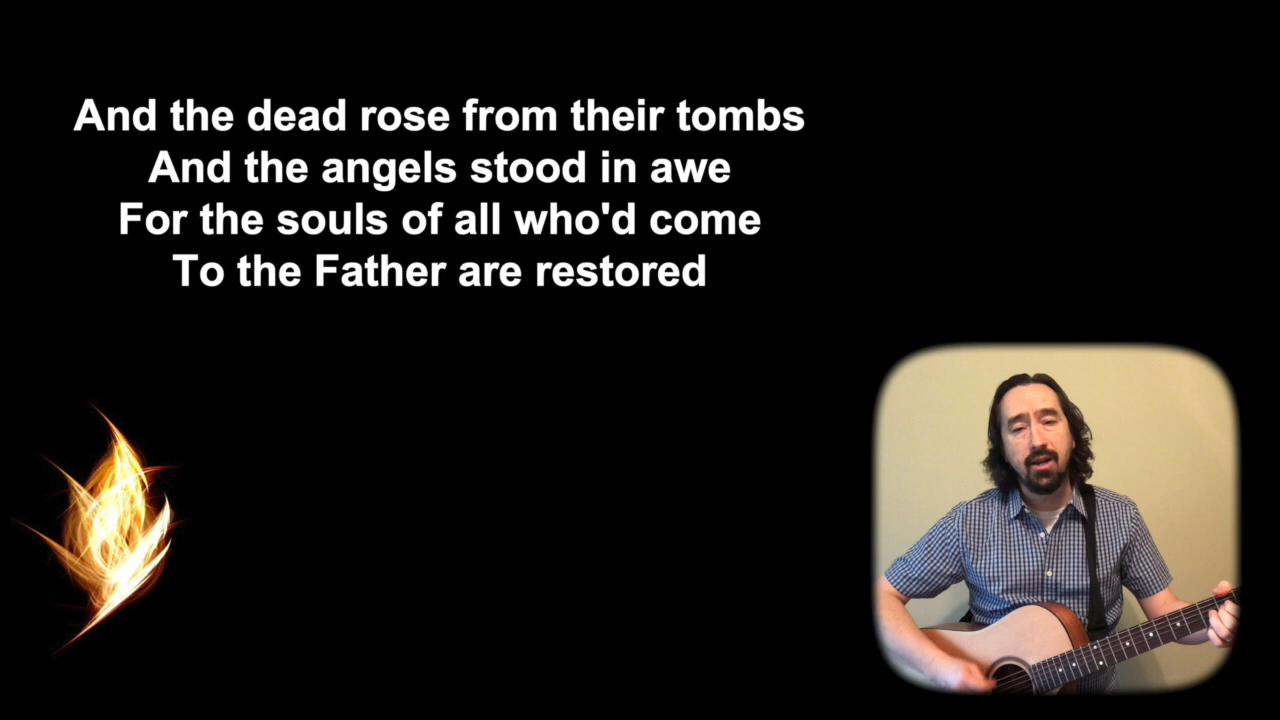 And the dead rose from their tombs
And the angels stood in awe
For the souls of all who'd come
To the Father are restored